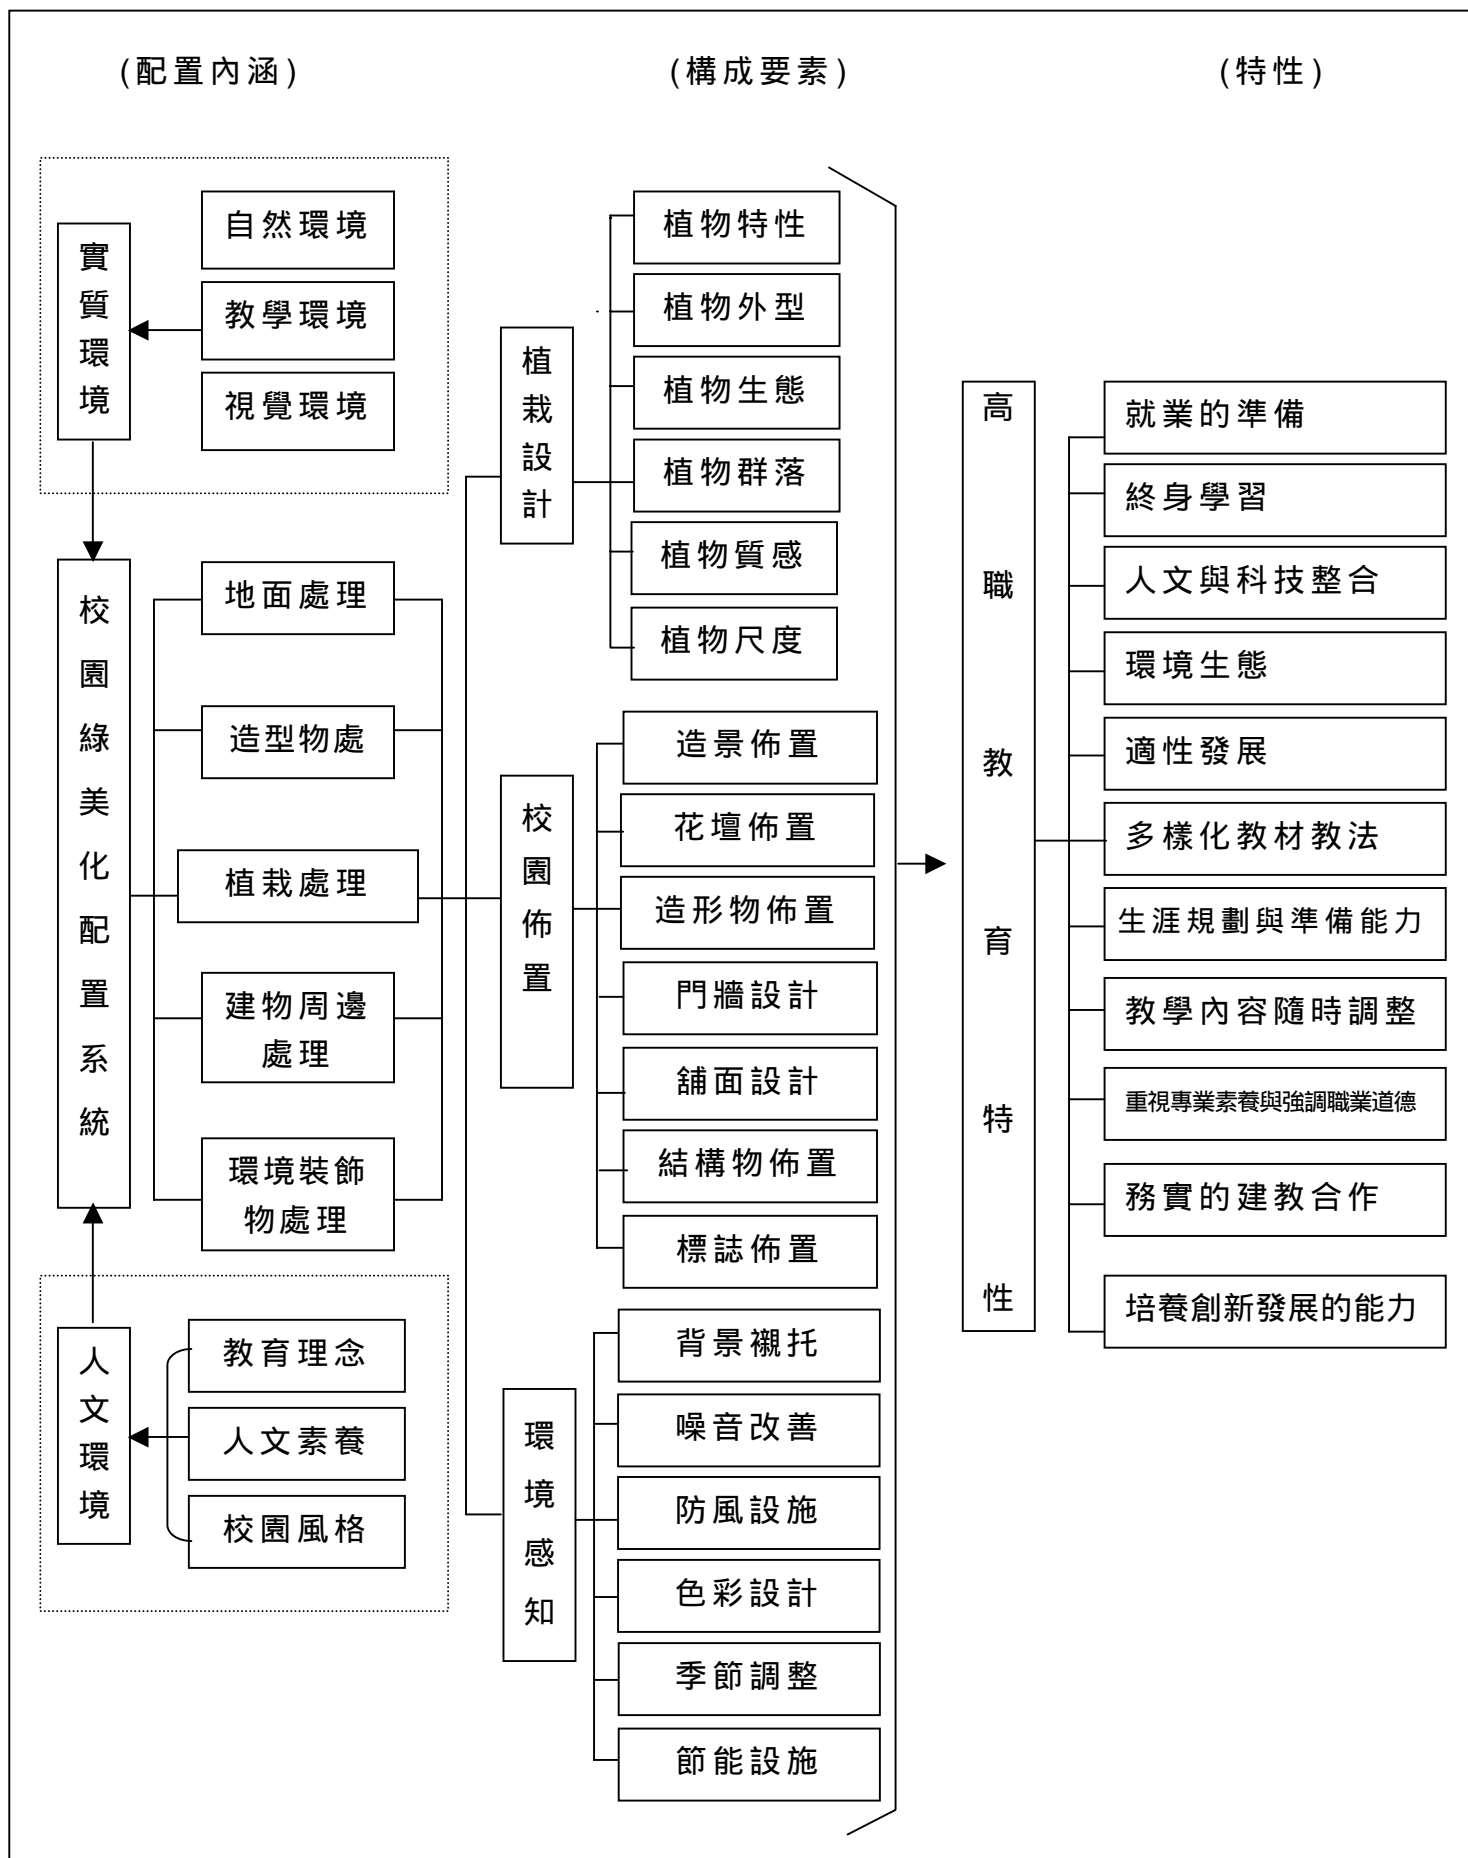 (配置內涵)
(構成要素)
(特性)
實質環境
自然環境
教學環境
視覺環境
校園綠美化配置系統
地面處理
造型物處
植栽處理
建物周邊
處理
環境裝飾
物處理
人文環境
教育理念
人文素養
校園風格
植栽設計
植物特性
植物外型
植物生態
植物群落
植物質感
植物尺度
校園佈置
造景佈置
花壇佈置
造形物佈置
門牆設計
舖面設計
結構物佈置
標誌佈置
環境感知
背景襯托
噪音改善
防風設施
色彩設計
季節調整
節能設施
高職教育特性
就業的準備
終身學習
人文與科技整合
環境生態
適性發展
多樣化教材教法
生涯規劃與準備能力
教學內容隨時調整
重視專業素養與強調職業道德
務實的建教合作
培養創新發展的能力